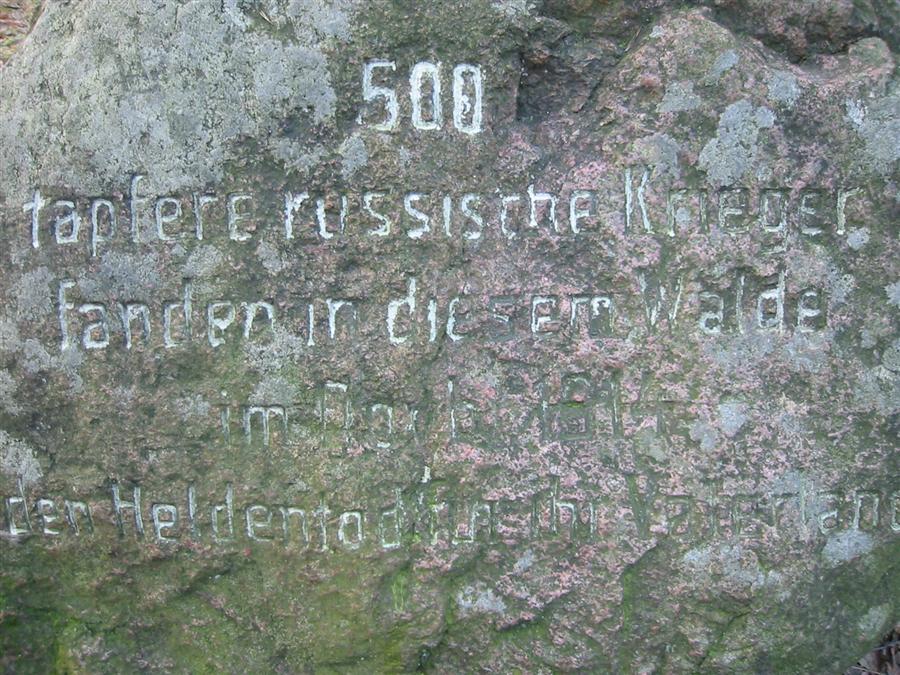 500
tapfere russische Krieger
fanden in diesem Walde
im
den Heldentod für ihr Vaterland